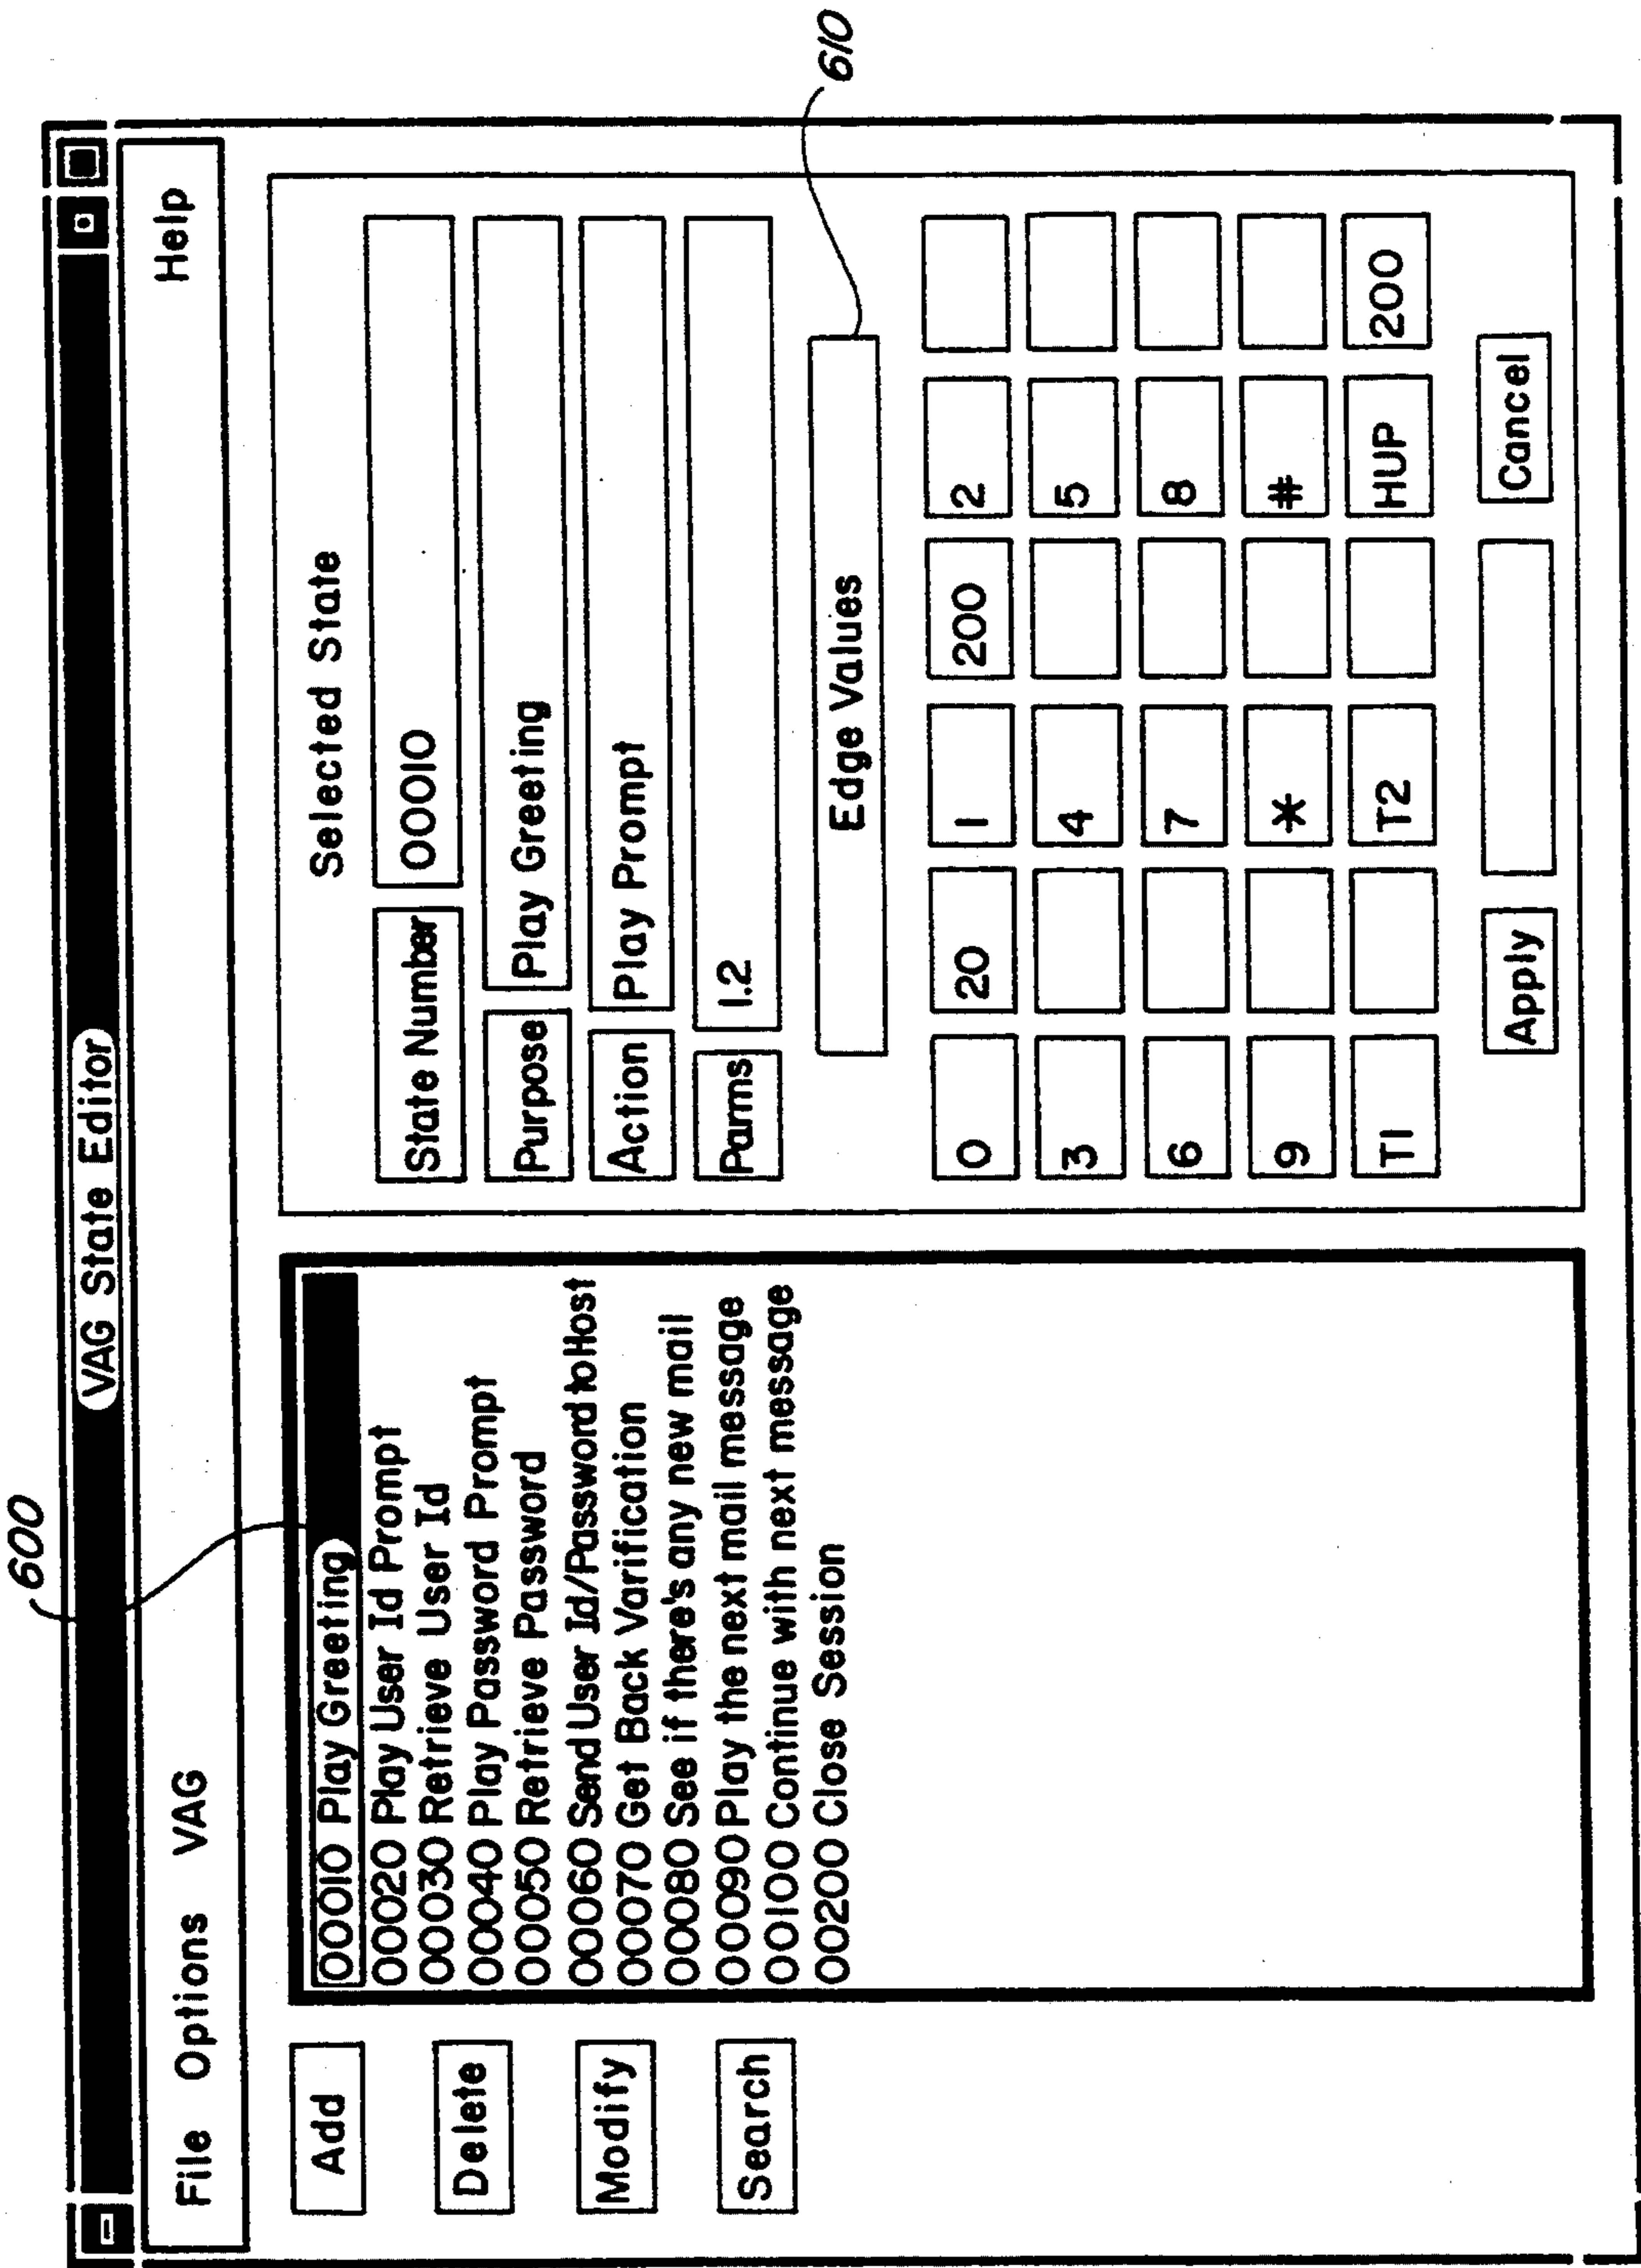 600
VAG State Editor
File Options VAG Help
Add
Delete
Modify
Search
00010 Play Greeting
00020 Play User Id Prompt
00030 Retrieve User Id
00040 Play Password Prompt
00050 Retrieve Password
00060 Send User Id/Password to Host
00070 Get Back Varification
00080 See if there's any new mail
00090 Play the next mail message
00100 Continue with next message
00200 Close Session
Selected State
State Number 00010
Purpose Play Greeting
Action Play Prompt
Parms 1.2
Edge Values
610
0 20 1 200 2
3 4 5
6 7 8
9 * #
T1 T2 HUP 200
Apply Cancel